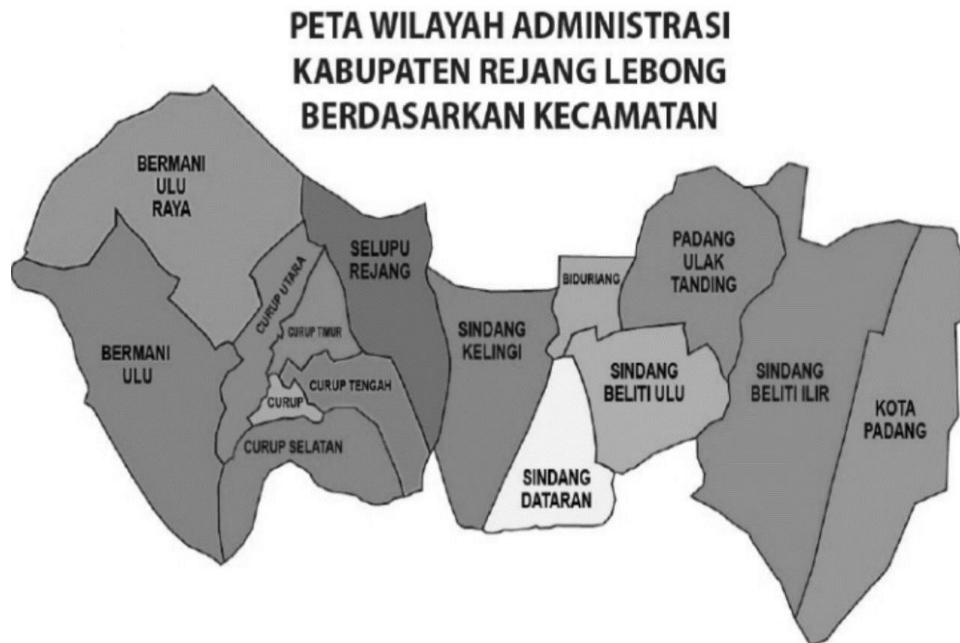 PETA WILAYAH ADMINISTRASI
KABUPATEN REJANG LEBONG
BERDASARKAN KECAMATAN
BERMANI
ULU
RAYA
SELUPU
REJANG
PADANG
ULAK
TANDING
CURUP UTARA
BIDURIANG
CURUP TIMUR
SINDANG
KELINGI
BERMANI
ULU
SINDANG
BELITI ULU
SINDANG
BELITI ILIR
CURUP TENGAH
CURUP
KOTA
PADANG
CURUP SELATAN
SINDANG
DATARAN